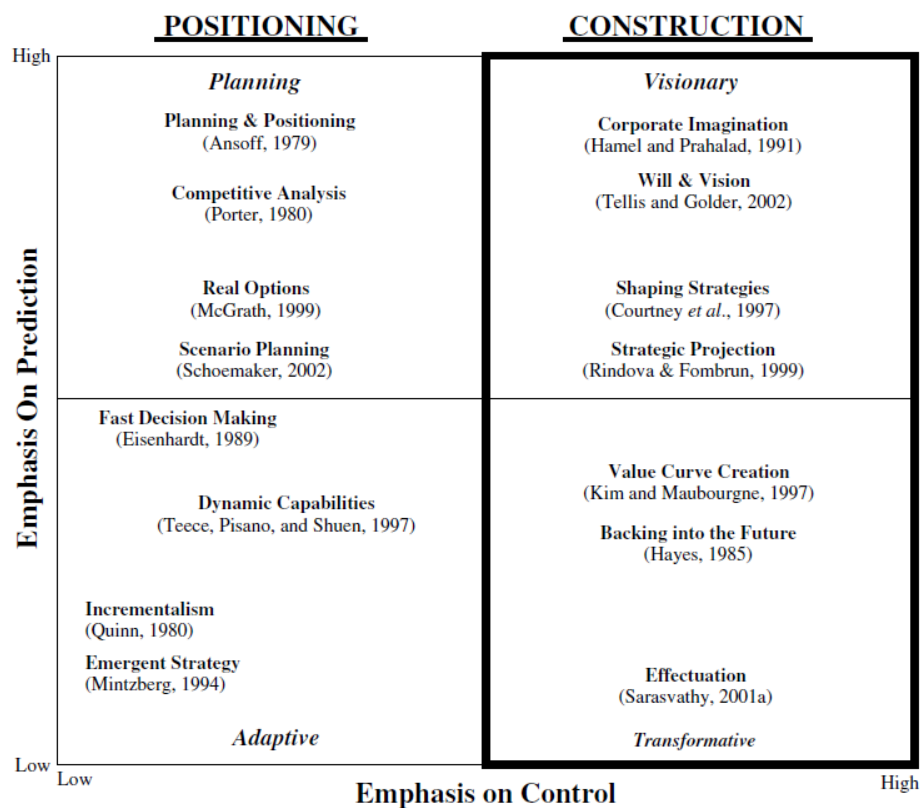 POSITIONING
CONSTRUCTION
High
Planning
Planning & Positioning
(Ansoff, 1979)
Competitive Analysis
(Porter, 1980)
Real Options
(McGrath, 1999)
Scenario Planning
(Schoemaker, 2002)
Visionary
Corporate Imagination
(Hamel and Prahalad, 1991)
Will & Vision
(Tellis and Golder, 2002)
Shaping Strategies
(Courtney et al., 1997)
Strategic Projection
(Rindova & Fombrun, 1999)
Emphasis On Prediction
Fast Decision Making
(Eisenhardt, 1989)
Dynamic Capabilities
(Teece, Pisano, and Shuen, 1997)
Incrementalism
(Quinn, 1980)
Emergent Strategy
(Mintzberg, 1994)
Adaptive
Value Curve Creation
(Kim and Maubourgne, 1997)
Backing into the Future
(Hayes, 1985)
Effectuation
(Sarasvathy, 2001a)
Transformative
Low
Low
Emphasis on Control
High